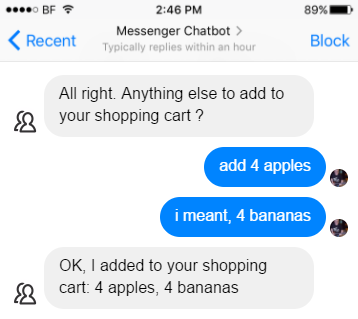 BF 2:46 PM 89%
Recent Messenger Chatbot > Block
Typically replies within an hour
All right. Anything else to add to
your shopping cart ?
add 4 apples
i meant, 4 bananas
OK, I added to your shopping
cart: 4 apples, 4 bananas